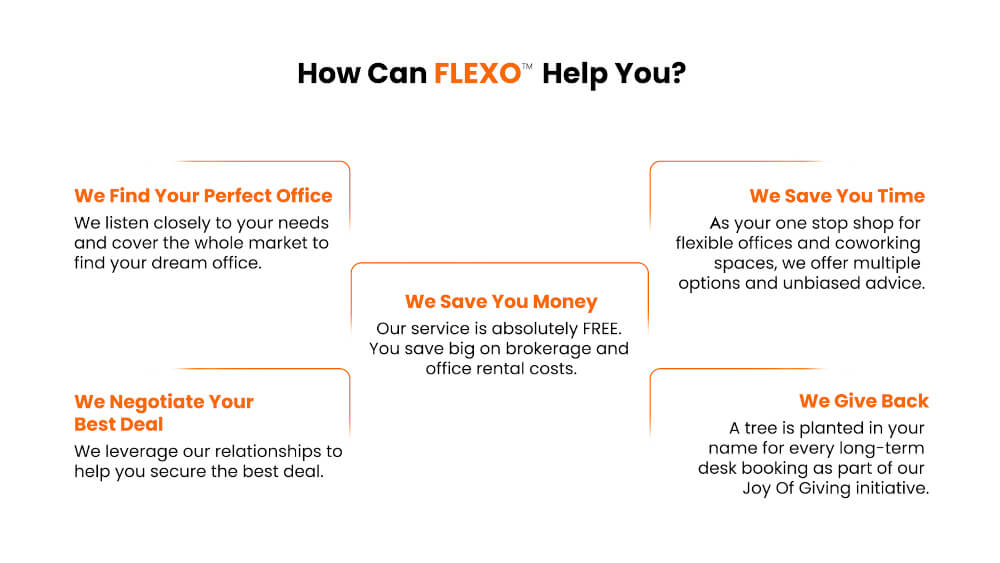 How Can FLEXO™ Help You?
We Find Your Perfect Office
We listen closely to your needs
and cover the whole market to
find your dream office.
We Save You Time
As your one stop shop for
flexible offices and coworking
spaces, we offer multiple
options and unbiased advice.
We Save You Money
Our service is absolutely FREE.
You save big on brokerage and
office rental costs.
We Negotiate Your
Best Deal
We leverage our relationships to
help you secure the best deal.
We Give Back
A tree is planted in your
name for every long-term
desk booking as part of our
Joy Of Giving initiative.